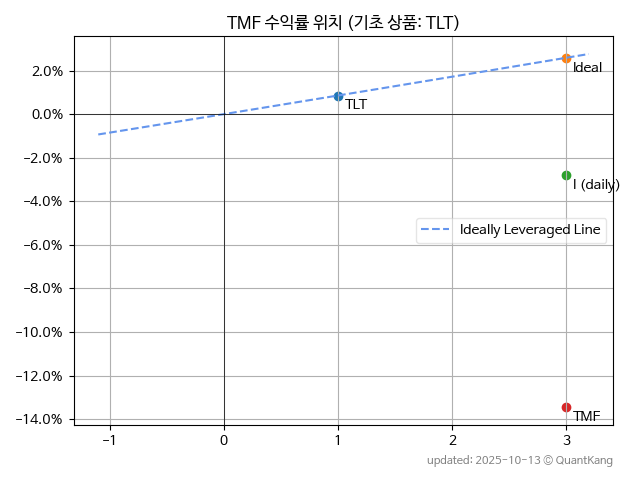 TMF 수익률 위치 (기초 상품: TLT)
2.0%
0.0%
−2.0%
−4.0%
−6.0%
−8.0%
−10.0%
−12.0%
−14.0%
Ideal
TLT
I (daily)
Ideally Leveraged Line
TMF
−1 0 1 2 3
updated: 2025-10-13 © QuantKang